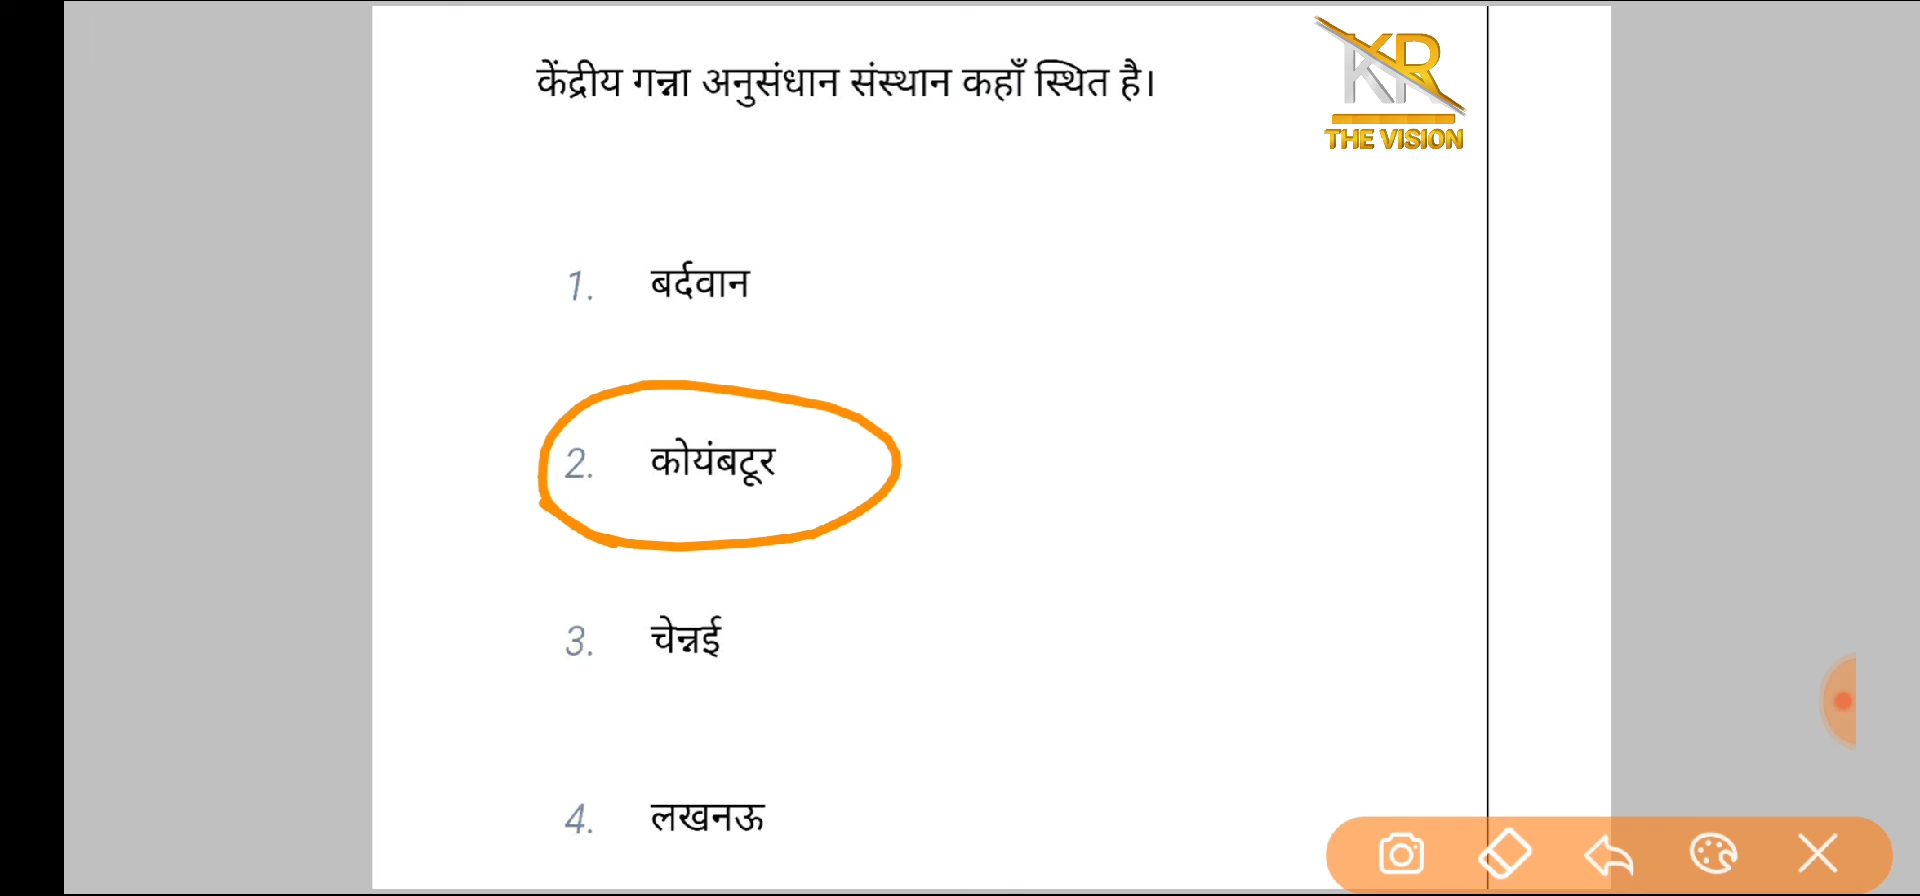 केंद्रीय गन्ना अनुसंधान संस्थान कहाँ स्थित है।
KR
THE VISION
1. बर्दवान
2. कोयंबटूर
3. चेन्नई
4. लखनऊ